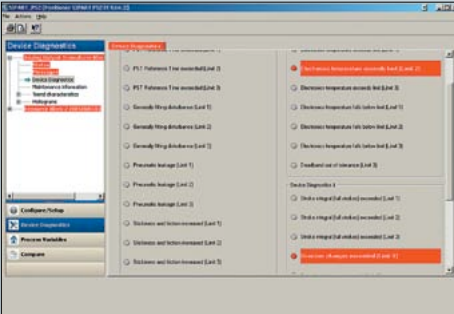 File Actions Help
Device Diagnostics
Device Diagnostics
Device Diagnostics
Maintenance information
Trend characteristics
Histograms
Configure/Setup
Device Diagnostics
Process Variables
Compare
PST Reference Time exceeded (Limit 2)
PST Reference Time exceeded (Limit 3)
Generally fitting disturbance (Limit 1)
Generally fitting disturbance (Limit 2)
Generally fitting disturbance (Limit 3)
Pneumatic leakage (Limit 1)
Pneumatic leakage (Limit 2)
Pneumatic leakage (Limit 3)
Stickiness and friction increased (Limit 1)
Stickiness and friction increased (Limit 2)
Stickiness and friction increased (Limit 3)
Electronics temperature exceeds limit (Limit 2)
Electronics temperature exceeds limit (Limit 3)
Electronics temperature falls below limit (Limit 1)
Electronics temperature falls below limit (Limit 2)
Electronics temperature falls below limit (Limit 3)
Deadband out of tolerance (Limit 3)
Device Diagnostics
Stroke integral (full strokes) exceeded (Limit 1)
Stroke integral (full strokes) exceeded (Limit 2)
Stroke integral (full strokes) exceeded (Limit 3)
Direction changes exceeded (Limit 1)